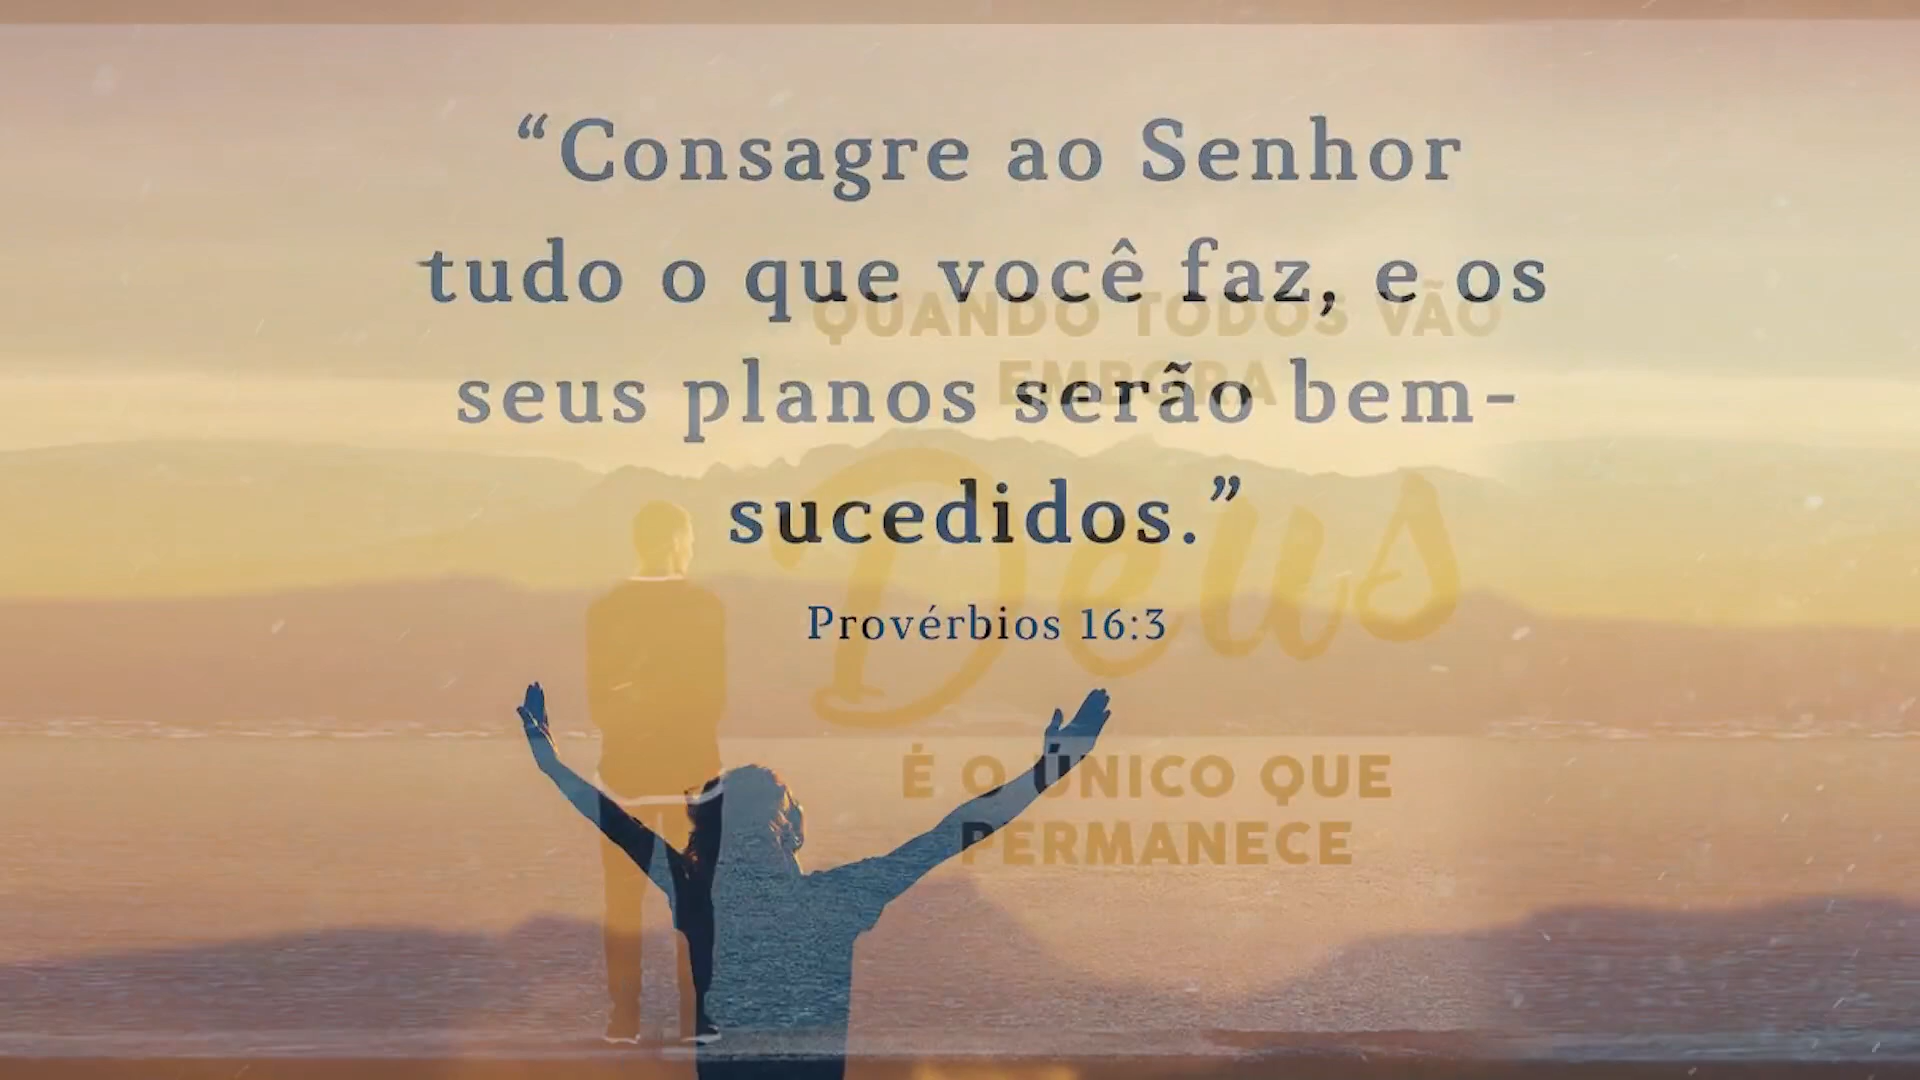 “Consagre ao Senhor
tudo o que você faz, e os
seus planos serão bem-
sucedidos.”
Provérbios 16:3
QUANDO TODOS VÃO
EMBORA
Deus
É O ÚNICO QUE
PERMANECE